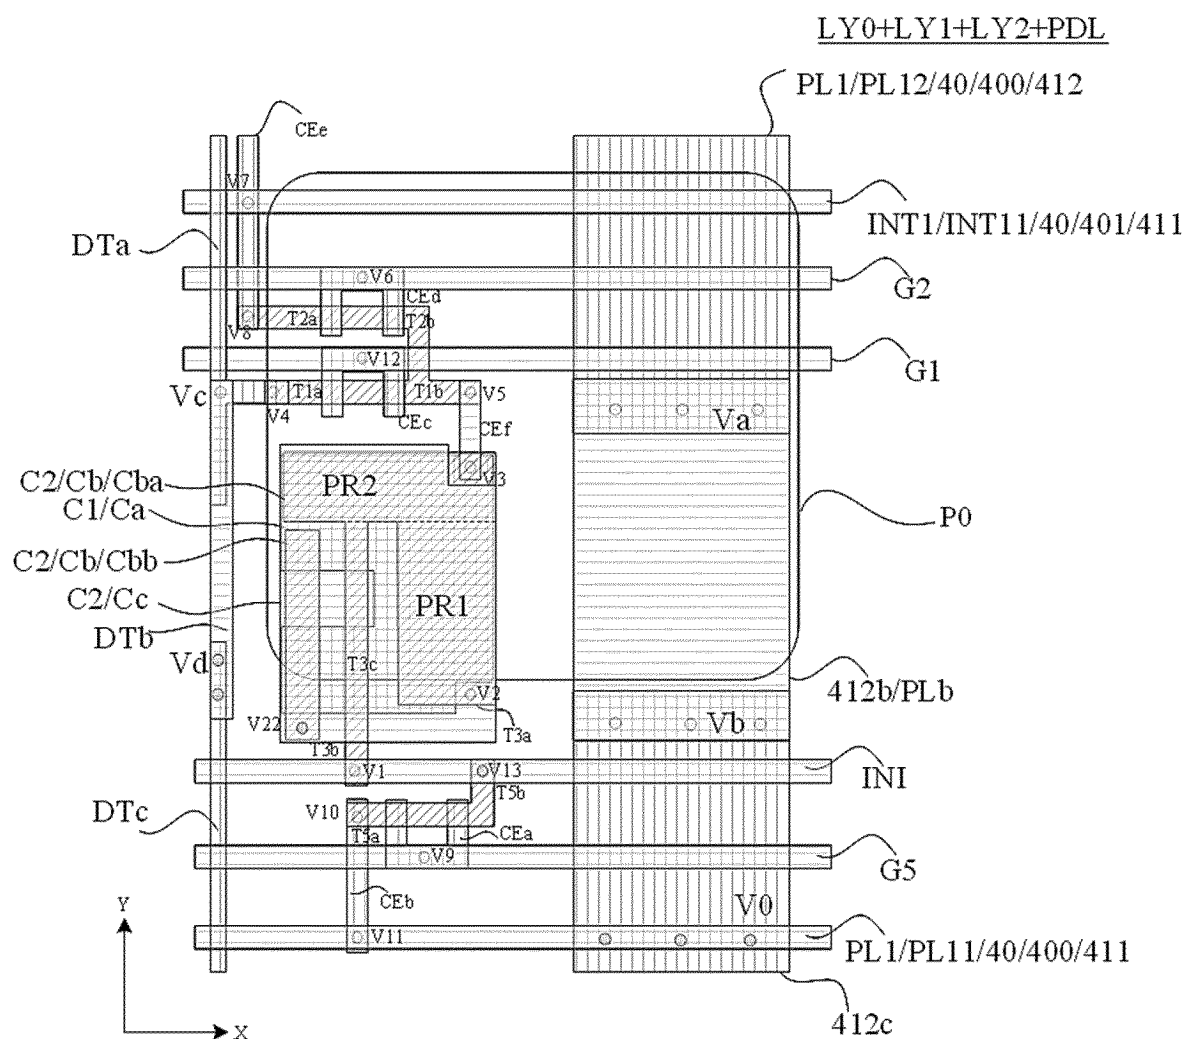 LY0+LY1+LY2+PDL
PL1/PL12/40/400/412
CEe
V7
INT1/INT11/40/401/411
DTa
V6
G2
CEd
V8
T2a
T2b
V12
G1
Vc
V4
T1a
T1b
V5
Va
CEc
CEf
C2/Cb/Cba
PR2
V3
C1/Ca
P0
C2/Cb/Cbb
C2/Cc
PR1
DTb
Vd
T3c
412b/PLb
V2
V22
T3a
Vb
T3b
V1
V13
INI
T5b
DTc
V10
T5a
CEa
V9
G5
CEb
V0
Y
V11
PL1/PL11/40/400/411
X
412c